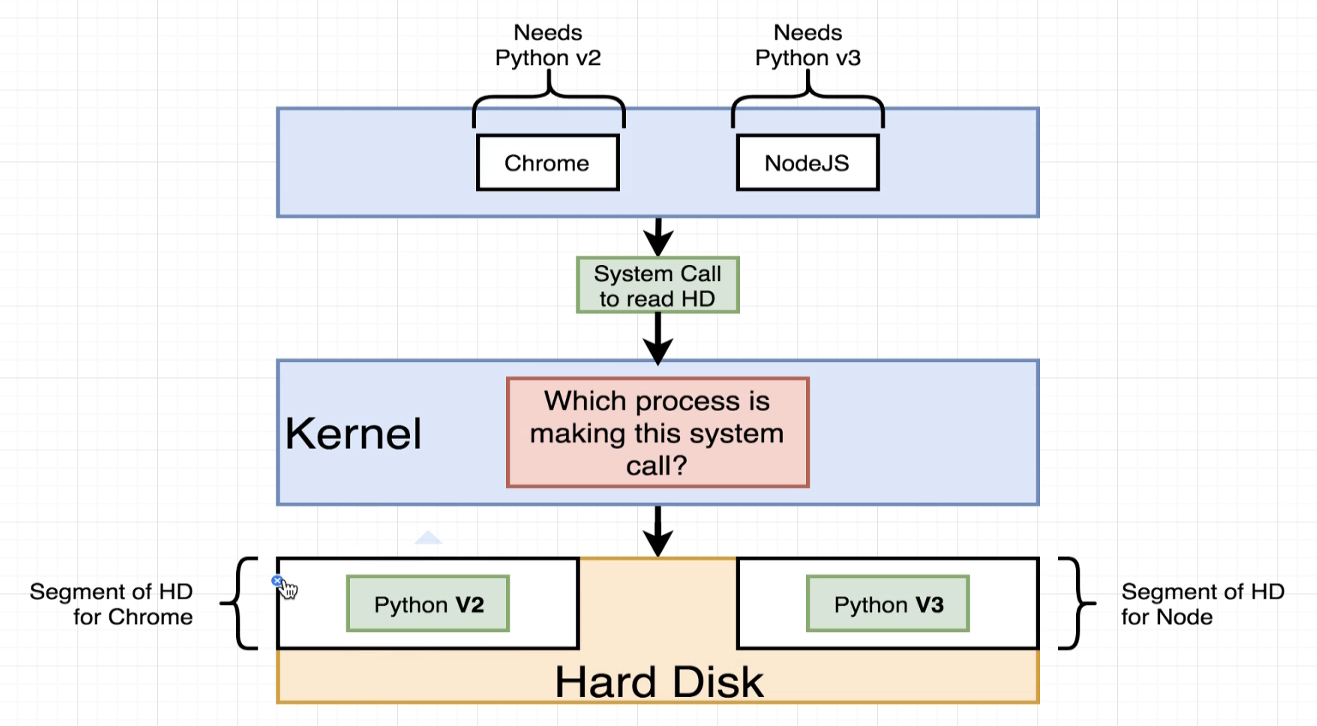 Needs
Python v2
Needs
Python v3
Chrome
NodeJS
System Call
to read HD
Kernel
Which process is
making this system
call?
Segment of HD
for Chrome
Python V2
Python V3
Segment of HD
for Node
Hard Disk